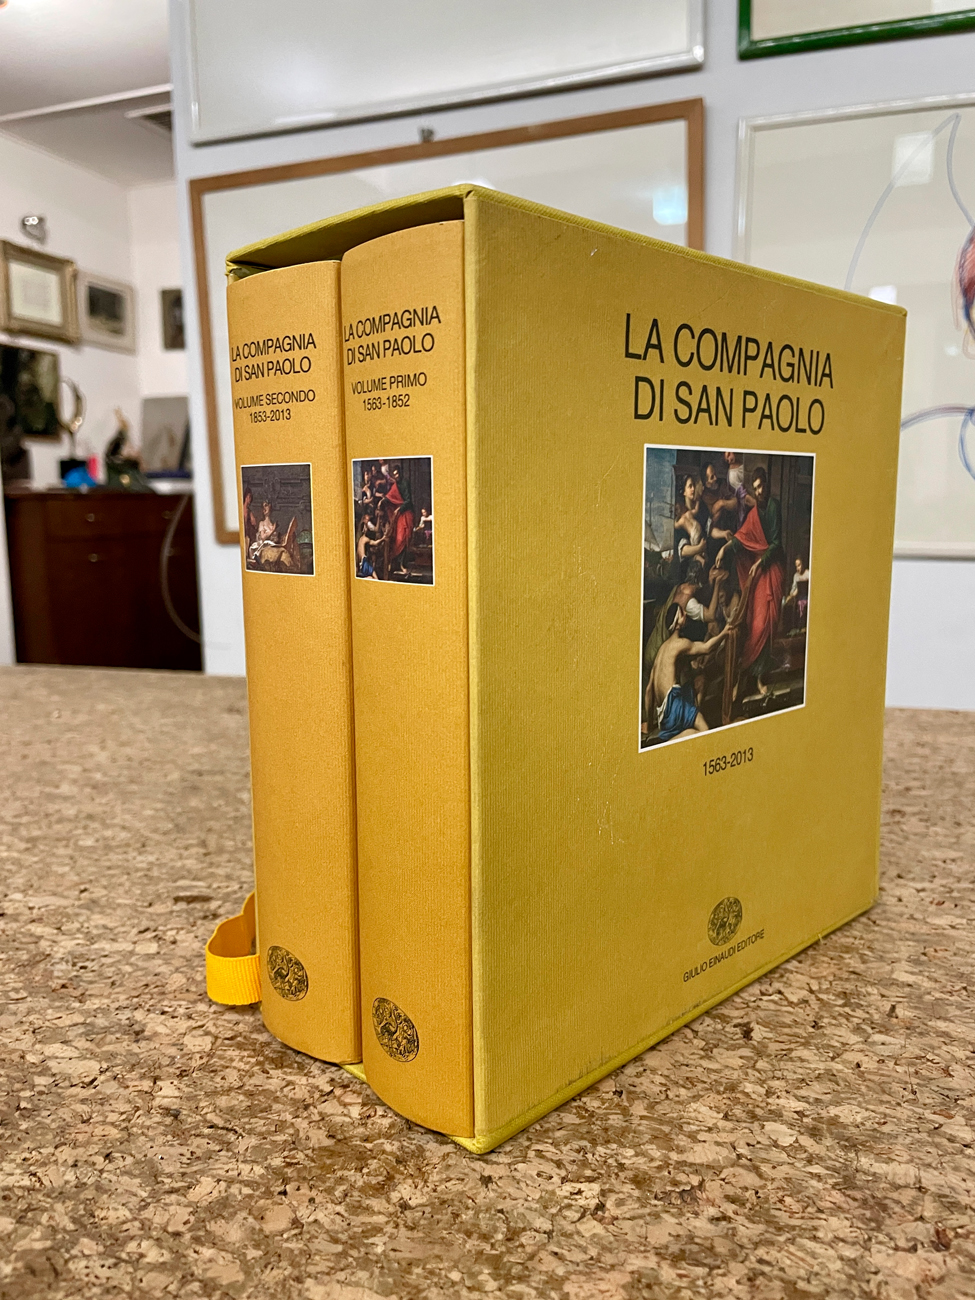 LA COMPAGNIA
DI SAN PAOLO
VOLUME SECONDO
1853-2013
LA COMPAGNIA
DI SAN PAOLO
VOLUME PRIMO
1563-1852
LA COMPAGNIA
DI SAN PAOLO
1563-2013
GIULIO EINAUDI EDITORE